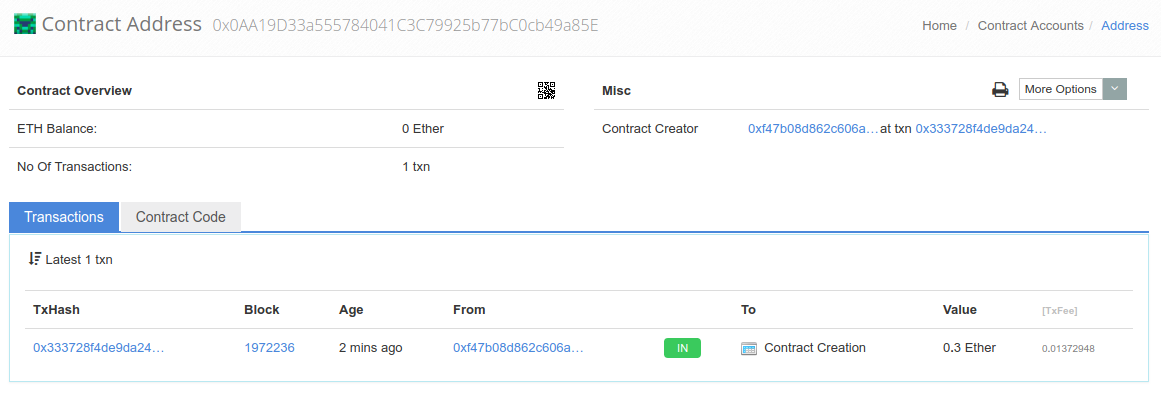 Contract Address 0x0AA19D33a555784041C3C79925b77bC0cb49a85E
Home / Contract Accounts / Address
Contract Overview
Misc
More Options
ETH Balance: 0 Ether
Contract Creator 0xf47b08d862c606a... at txn 0x333728f4de9da24...
No Of Transactions: 1 txn
Transactions Contract Code
Latest 1 txn
TxHash Block Age From To Value [TxFee]
0x333728f4de9da24... 1972236 2 mins ago 0xf47b08d862c606a... IN Contract Creation 0.3 Ether 0.01372948